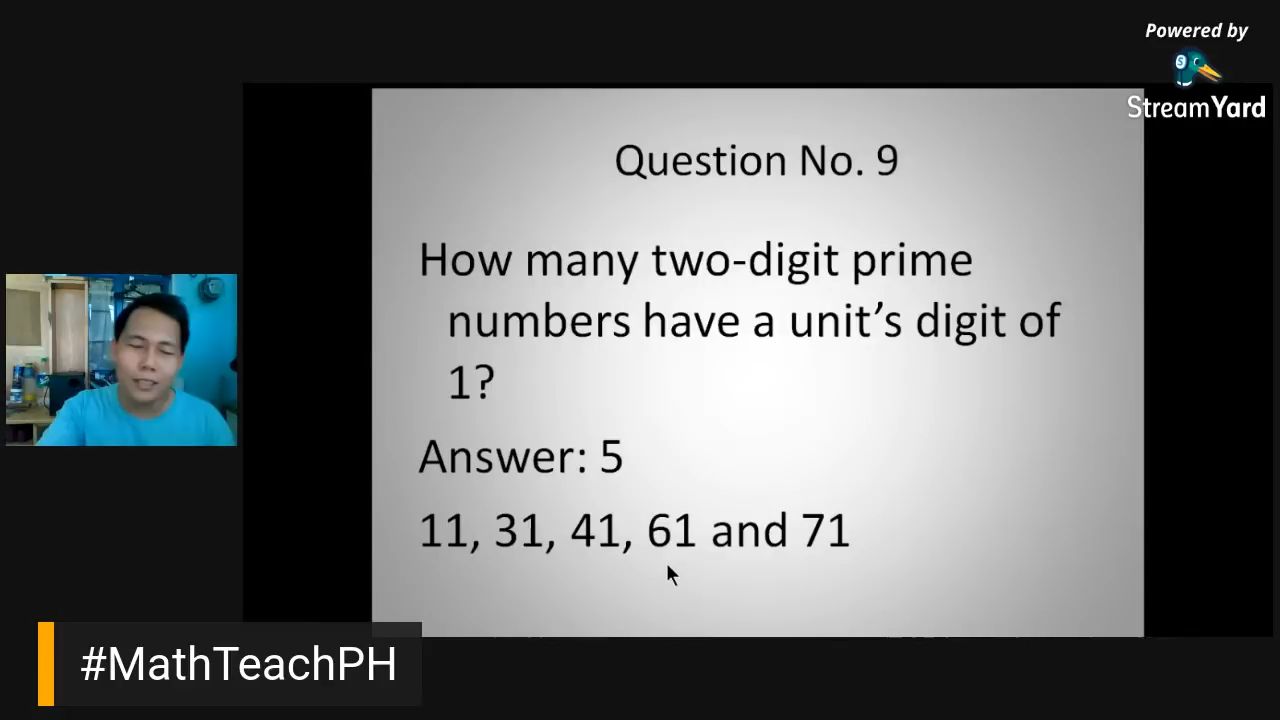 Powered by
StreamYard
Question No. 9
How many two-digit prime
numbers have a unit’s digit of
1?
Answer: 5
11, 31, 41, 61 and 71
#MathTeachPH